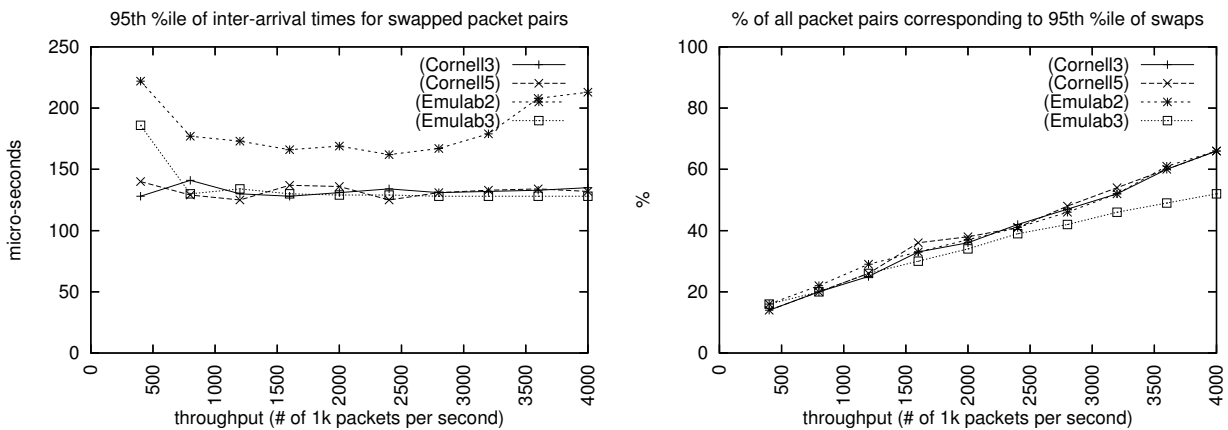 95th %ile of inter-arrival times for swapped packet pairs
250
200
150
100
50
0
micro-seconds
(Cornell3)
(Cornell5)
(Emulab2)
(Emulab3)
0
500
1000
1500
2000
2500
3000
3500
4000
throughput (# of 1k packets per second)
% of all packet pairs corresponding to 95th %ile of swaps
100
80
60
40
20
0
%
(Cornell3)
(Cornell5)
(Emulab2)
(Emulab3)
0
500
1000
1500
2000
2500
3000
3500
4000
throughput (# of 1k packets per second)